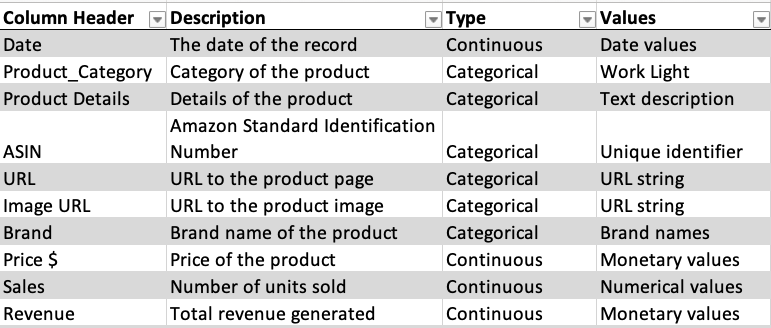 Column Header Description Type Values
Date The date of the record Continuous Date values
Product_Category Category of the product Categorical Work Light
Product Details Details of the product Categorical Text description
Amazon Standard Identification
ASIN Number Categorical Unique identifier
URL URL to the product page Categorical URL string
Image URL URL to the product image Categorical URL string
Brand Brand name of the product Categorical Brand names
Price $ Price of the product Continuous Monetary values
Sales Number of units sold Continuous Numerical values
Revenue Total revenue generated Continuous Monetary values